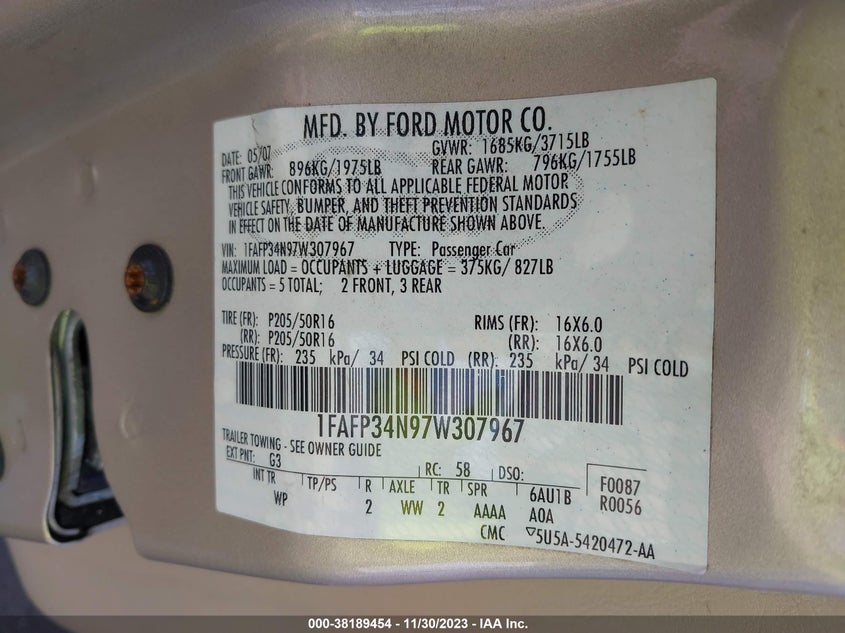 MFD. BY FORD MOTOR CO.
DATE: 05/07 GVWR: 1685KG/3715LB
FRONT GAWR: 896KG/1975LB REAR GAWR: 796KG/1755LB
THIS VEHICLE CONFORMS TO ALL APPLICABLE FEDERAL MOTOR
VEHICLE SAFETY, BUMPER, AND THEFT PREVENTION STANDARDS
IN EFFECT ON THE DATE OF MANUFACTURE SHOWN ABOVE.
VIN: 1FAFP34N97W307967 TYPE: Passenger Car
MAXIMUM LOAD = OCCUPANTS + LUGGAGE = 375KG/ 827LB
OCCUPANTS = 5 TOTAL; 2 FRONT, 3 REAR
TIRE (FR): P205/50R16 RIMS (FR): 16X6.0
(RR): P205/50R16 (RR): 16X6.0
PRESSURE (FR): 235 kPa/ 34 PSI COLD (RR): 235 kPa/ 34 PSI COLD
1FAFP34N97W307967
TRAILER TOWING - SEE OWNER GUIDE
EXT PNT: G3 RC: 58 DSO: F0087
INT TR TP/PS R AXLE TR SPR 6AU1B R0056
WP 2 WW 2 AAAA A0A
CMC ▽5U5A-5420472-AA
000-38189454 - 11/30/2023 - IAA Inc.